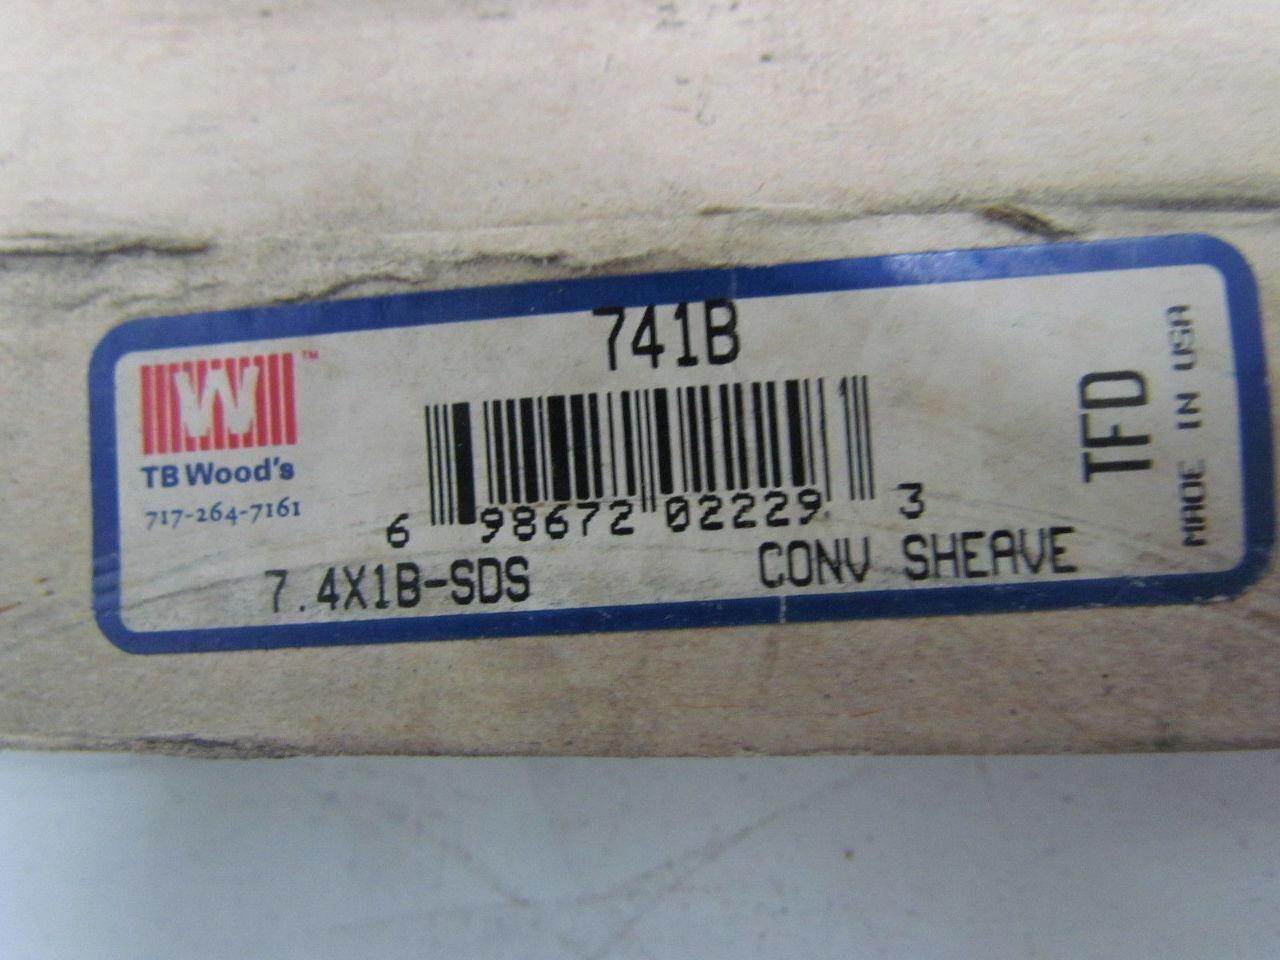 741B
W™
TB Wood's
717-264-7161
6 98672 02229 3
7.4X1B-SDS CONV SHEAVE
TFD
MADE IN USA